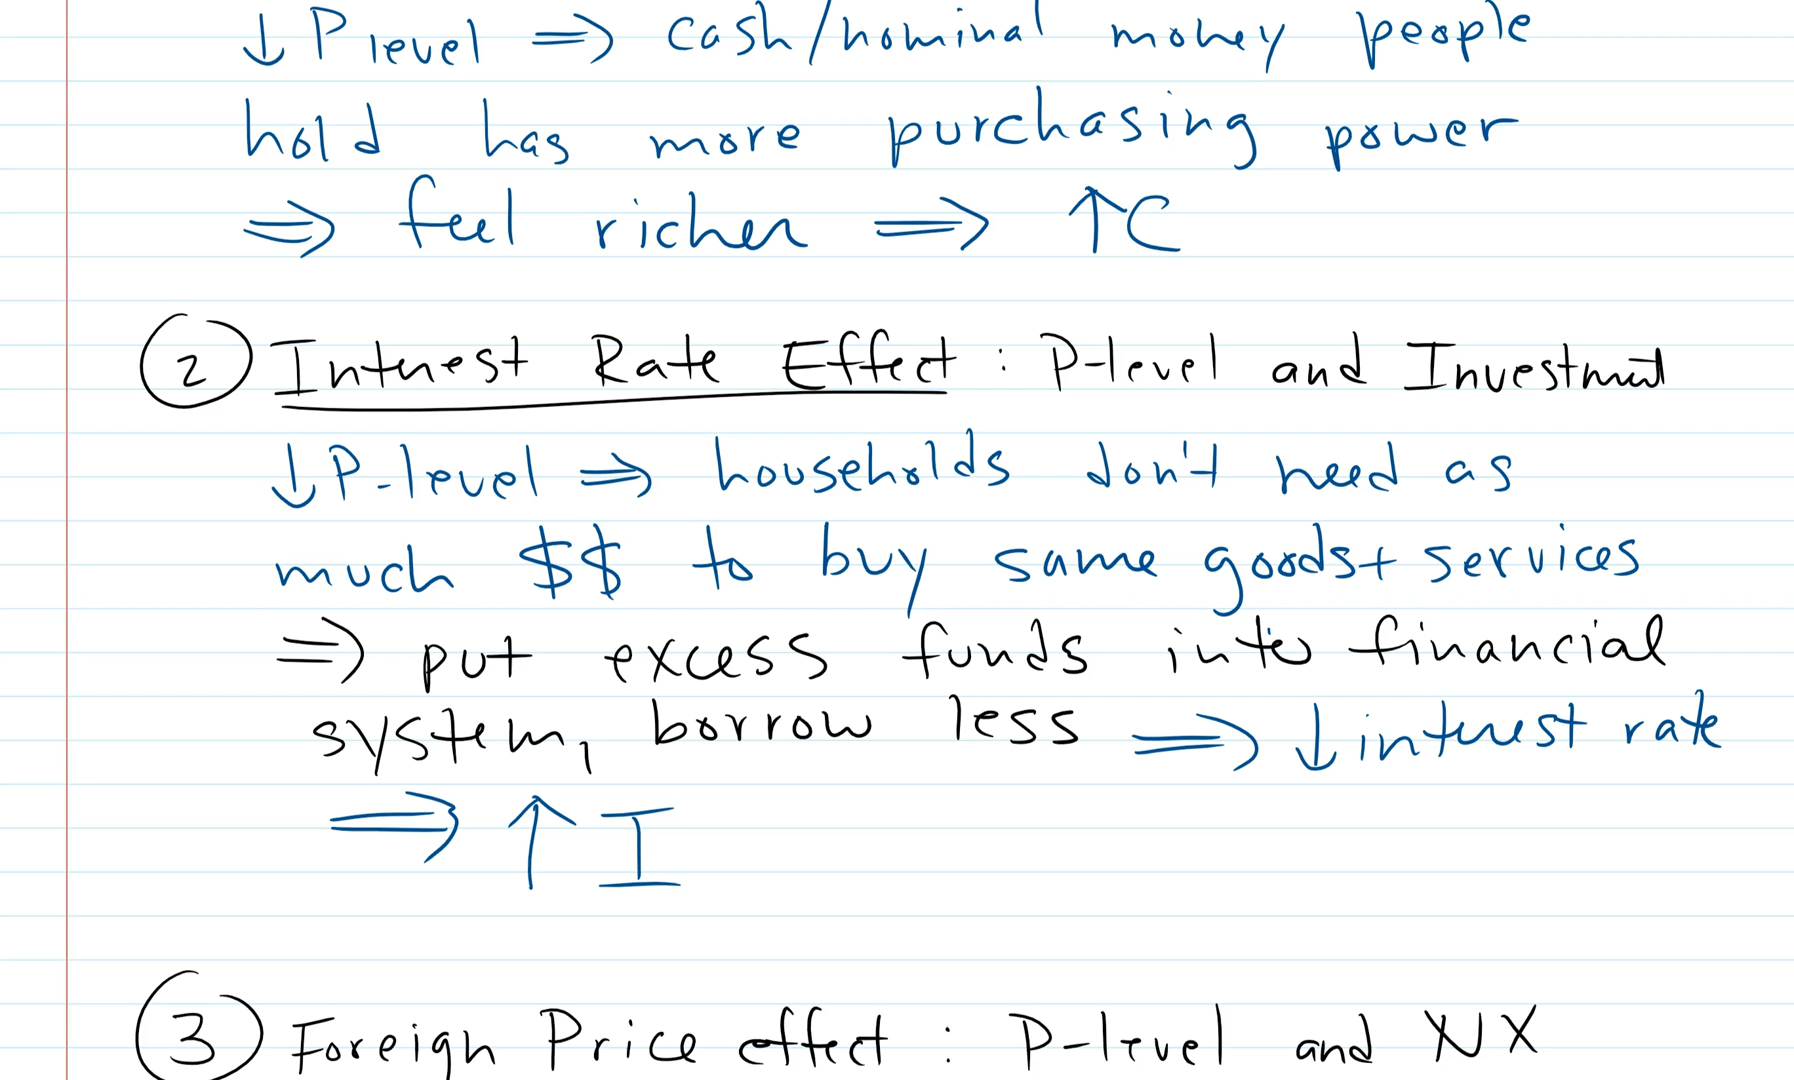 ↓ P level ⇒ cash/nominal money people
hold has more purchasing power
⇒ feel richer ⇒ ↑C
② Interest Rate Effect : P-level and Investment
↓ P-level ⇒ households don't need as
much $$ to buy same goods + services
⇒ put excess funds into financial
system, borrow less ⇒ ↓ interest rate
⇒ ↑ I
③ Foreign Price effect : P-level and NX